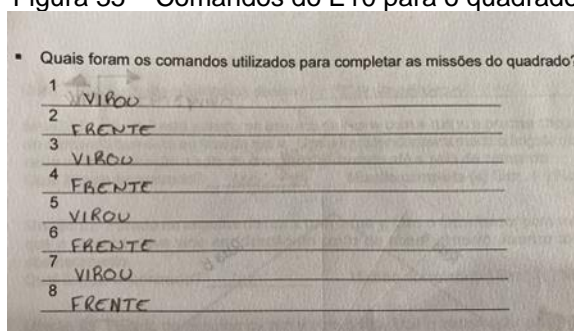 Figura 35 – Comandos do E10 para o quadrado
▪ Quais foram os comandos utilizados para completar as missões do quadrado?
1 VIROU
2 FRENTE
3 VIROU
4 FRENTE
5 VIROU
6 FRENTE
7 VIROU
8 FRENTE